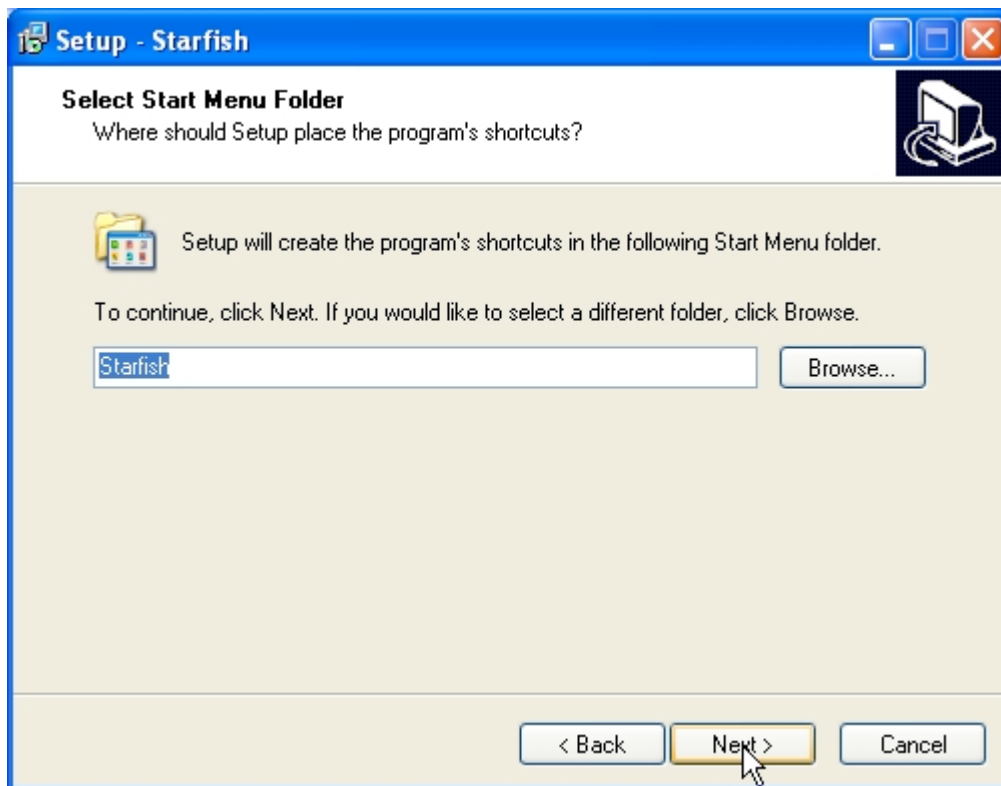 Setup - Starfish
Select Start Menu Folder
Where should Setup place the program's shortcuts?
Setup will create the program's shortcuts in the following Start Menu folder.
To continue, click Next. If you would like to select a different folder, click Browse.
Starfish
Browse...
< Back
Next >
Cancel